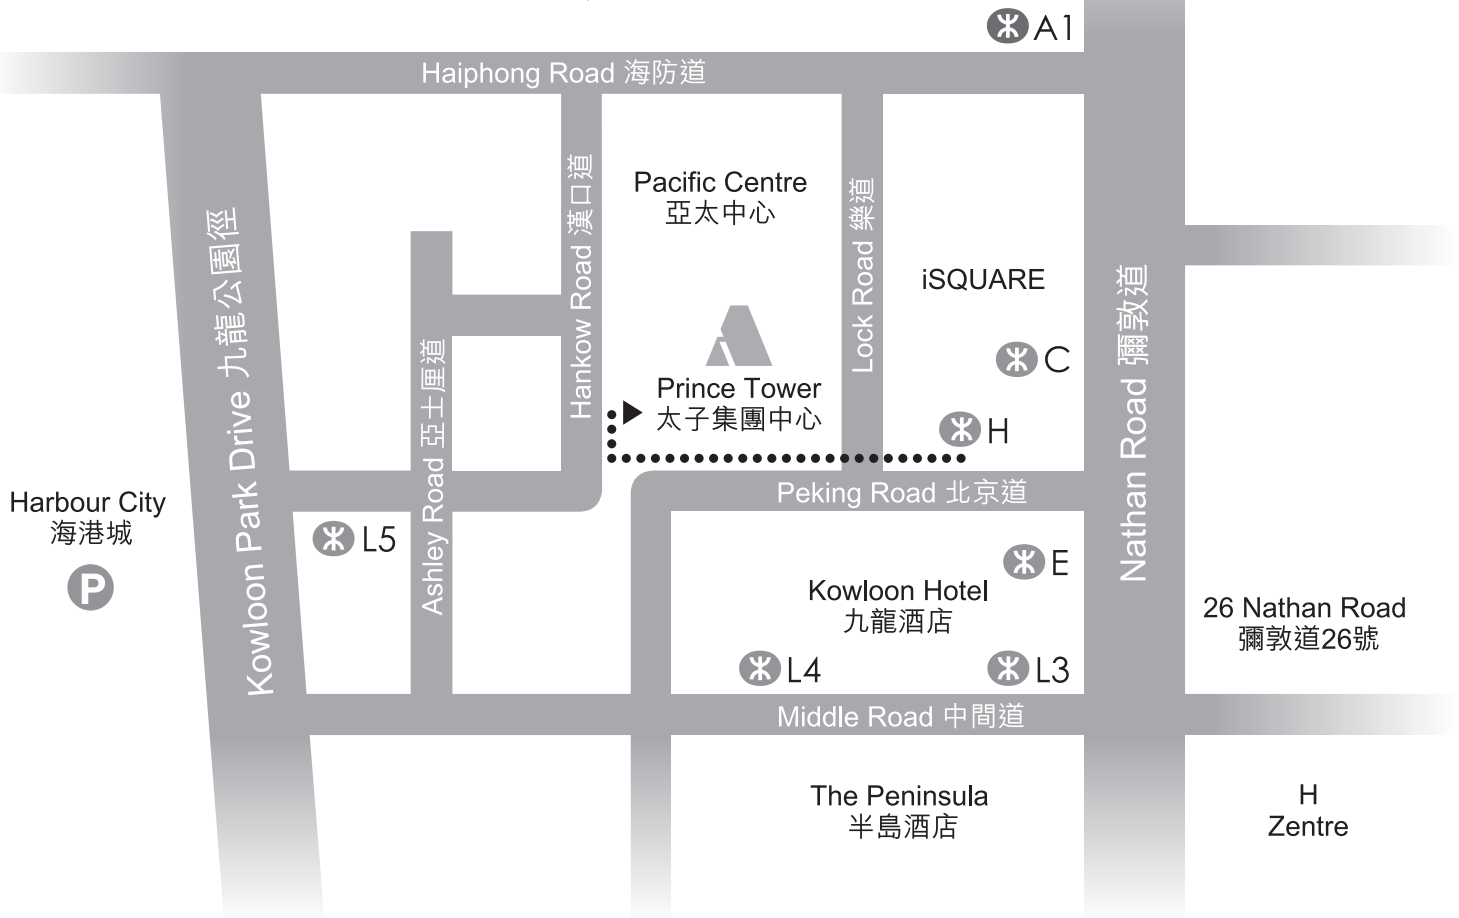 A1
Haiphong Road 海防道
Kowloon Park Drive 九龍公園徑
Ashley Road 亞士厘道
Hankow Road 漢口道
Pacific Centre
亞太中心
Lock Road 樂道
iSQUARE
Nathan Road 彌敦道
C
Prince Tower
太子集團中心
H
Peking Road 北京道
Harbour City
海港城
P
L5
E
Kowloon Hotel
九龍酒店
26 Nathan Road
彌敦道26號
L4
L3
Middle Road 中間道
The Peninsula
半島酒店
H
Zentre